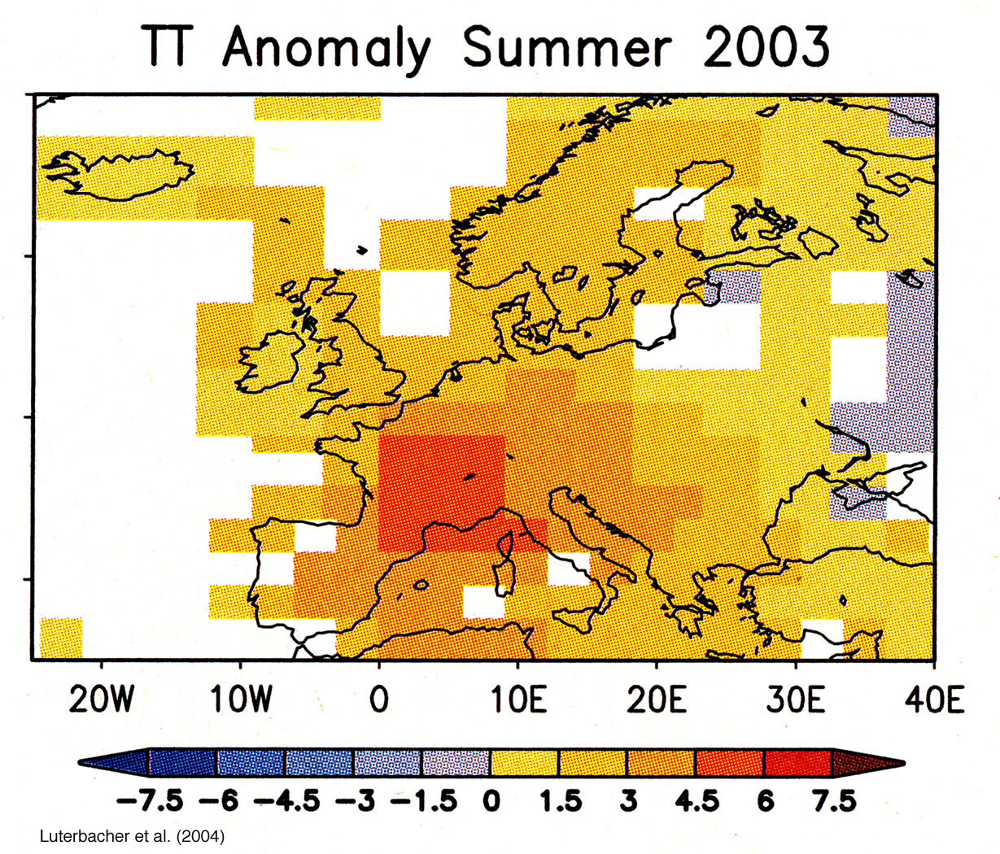 TT Anomaly Summer 2003
20W 10W 0 10E 20E 30E 40E
−7.5 −6 −4.5 −3 −1.5 0 1.5 3 4.5 6 7.5
Luterbacher et al. (2004)